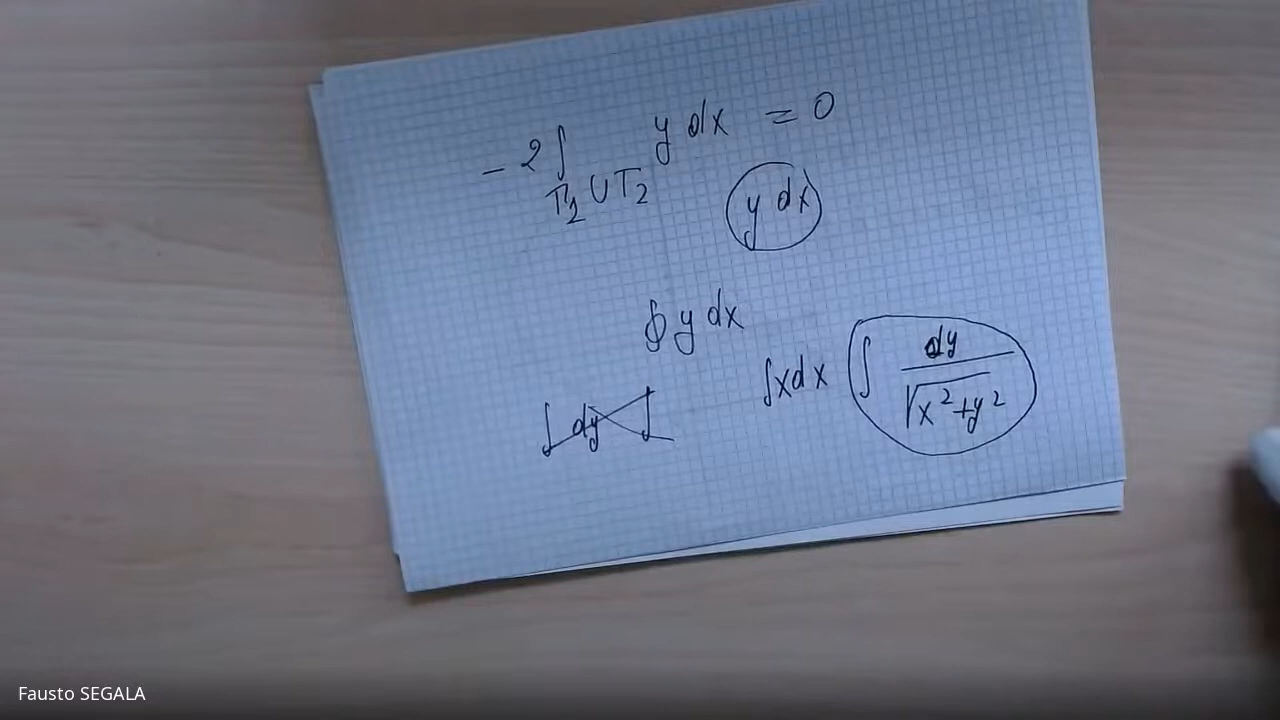 - 2 ∫ y dx = 0
T₁ ∪ T₂
y dx
∮ y dx
∫ x dx ∫ dy / √(x² + y²)
∫ dy ∫
Fausto SEGALA